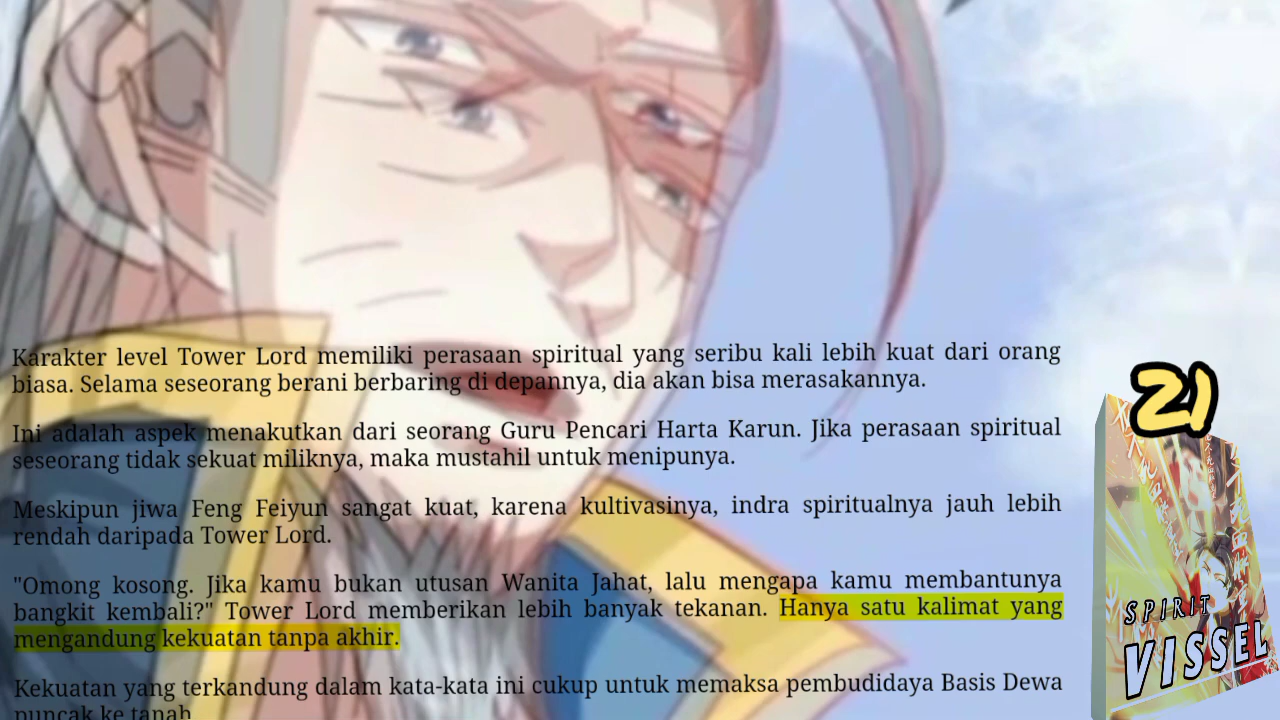 Karakter level Tower Lord memiliki perasaan spiritual yang seribu kali lebih kuat dari orang
biasa. Selama seseorang berani berbaring di depannya, dia akan bisa merasakannya.
Ini adalah aspek menakutkan dari seorang Guru Pencari Harta Karun. Jika perasaan spiritual
seseorang tidak sekuat miliknya, maka mustahil untuk menipunya.
Meskipun jiwa Feng Feiyun sangat kuat, karena kultivasinya, indra spiritualnya jauh lebih
rendah daripada Tower Lord.
"Omong kosong. Jika kamu bukan utusan Wanita Jahat, lalu mengapa kamu membantunya
bangkit kembali?" Tower Lord memberikan lebih banyak tekanan. Hanya satu kalimat yang
mengandung kekuatan tanpa akhir.
Kekuatan yang terkandung dalam kata-kata ini cukup untuk memaksa pembudidaya Basis Dewa
puncak ke tanah
21
SPIRIT
VISSEL